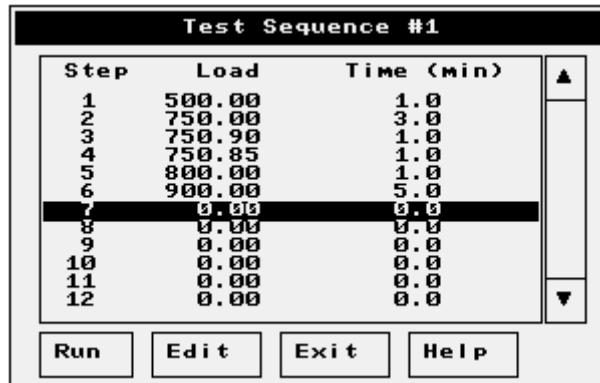 Test Sequence #1
Step Load Time (min)
1 500.00 1.0
2 750.00 3.0
3 750.90 1.0
4 750.85 1.0
5 800.00 1.0
6 900.00 5.0
7 0.00 0.0
8 0.00 0.0
9 0.00 0.0
10 0.00 0.0
11 0.00 0.0
12 0.00 0.0
Run Edit Exit Help